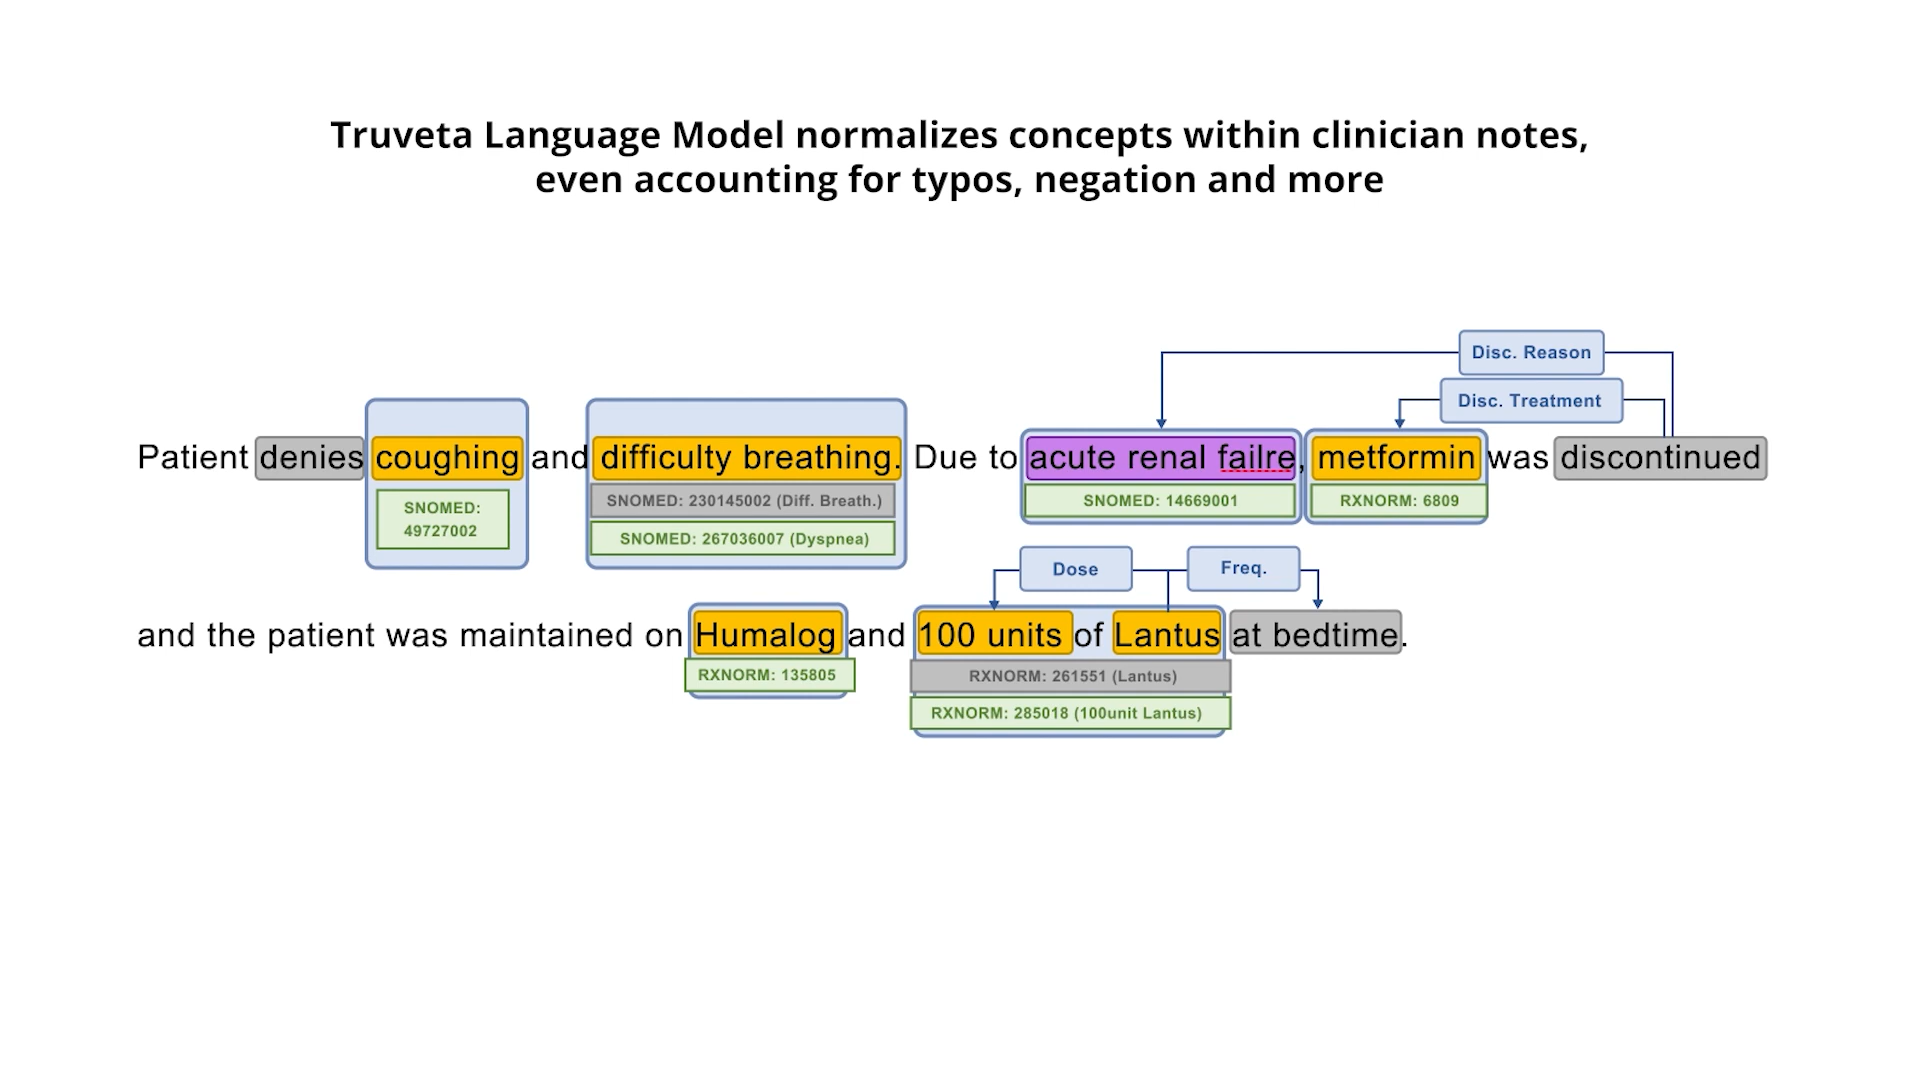 Truveta Language Model normalizes concepts within clinician notes,
even accounting for typos, negation and more
Disc. Reason
Disc. Treatment
Patient denies coughing and difficulty breathing. Due to acute renal failre, metformin was discontinued
SNOMED:
49727002
SNOMED: 230145002 (Diff. Breath.)
SNOMED: 267036007 (Dyspnea)
SNOMED: 14669001
RXNORM: 6809
Dose
Freq.
and the patient was maintained on Humalog and 100 units of Lantus at bedtime.
RXNORM: 135805
RXNORM: 261551 (Lantus)
RXNORM: 285018 (100unit Lantus)